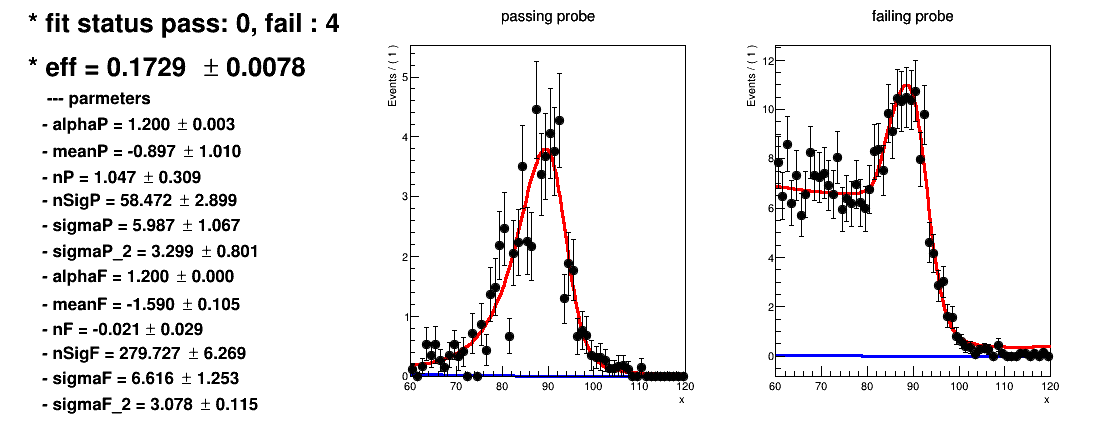 * fit status pass: 0, fail : 4
* eff = 0.1729 ± 0.0078
--- parmeters
- alphaP = 1.200 ± 0.003
- meanP = -0.897 ± 1.010
- nP = 1.047 ± 0.309
- nSigP = 58.472 ± 2.899
- sigmaP = 5.987 ± 1.067
- sigmaP_2 = 3.299 ± 0.801
- alphaF = 1.200 ± 0.000
- meanF = -1.590 ± 0.105
- nF = -0.021 ± 0.029
- nSigF = 279.727 ± 6.269
- sigmaF = 6.616 ± 1.253
- sigmaF_2 = 3.078 ± 0.115
passing probe
Events / ( 1 )
5
4
3
2
1
0
60 70 80 90 100 110 120
x
failing probe
Events / ( 1 )
12
10
8
6
4
2
0
60 70 80 90 100 110 120
x